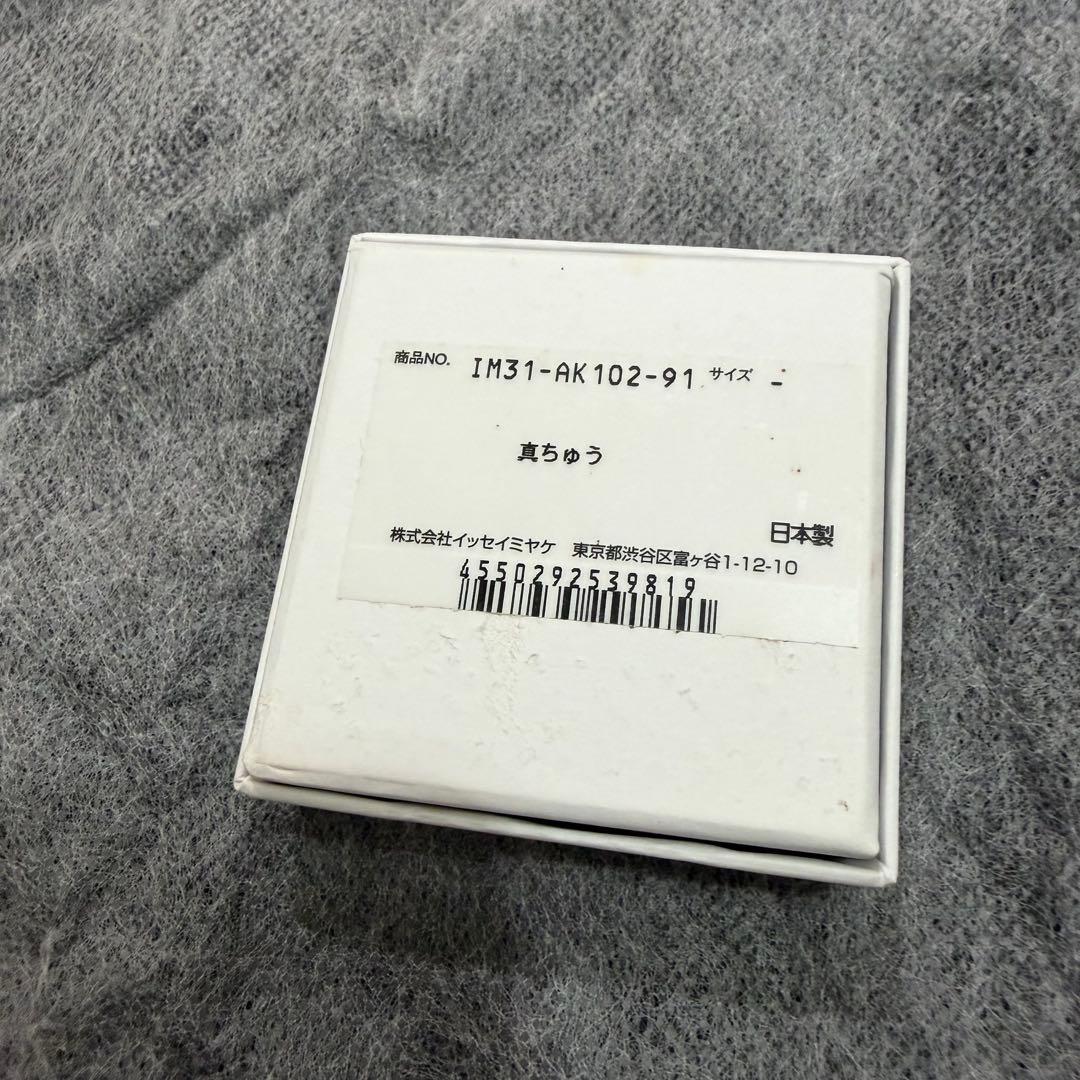 商品NO. IM31-AK102-91 サイズ -
真ちゅう
日本製
株式会社イッセイミヤケ 東京都渋谷区富ヶ谷1-12-10
4550292539819